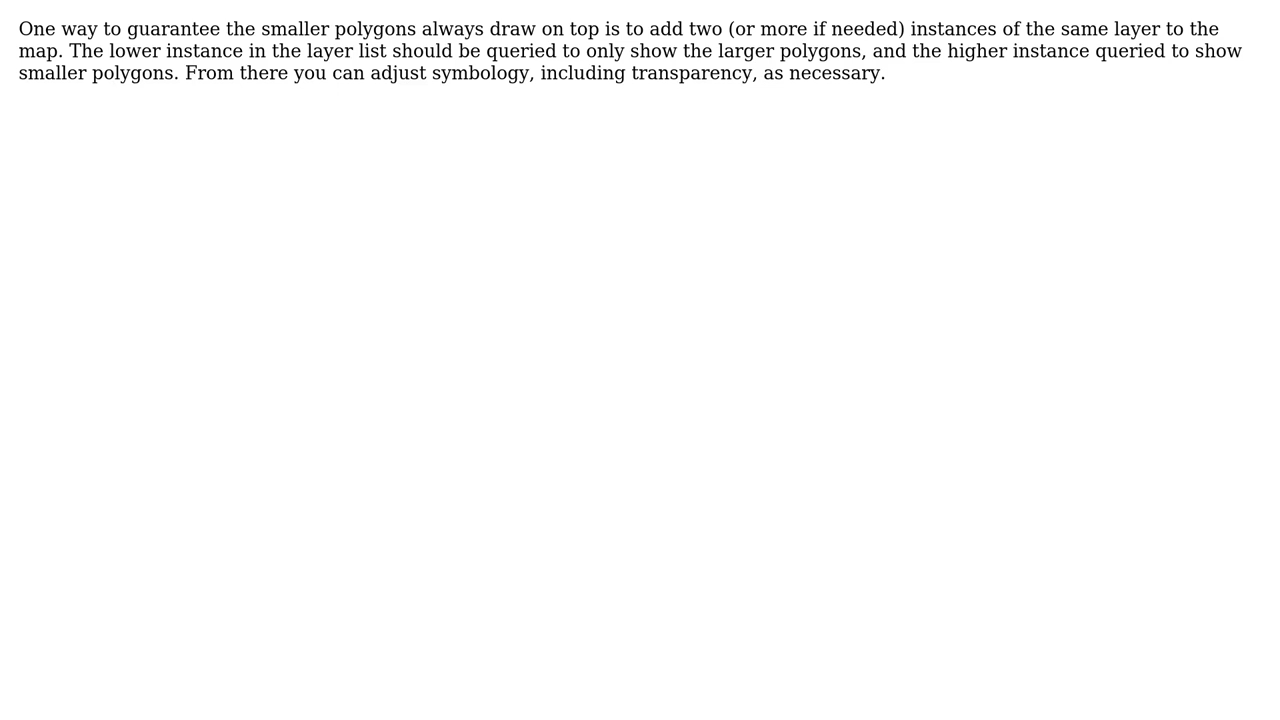 One way to guarantee the smaller polygons always draw on top is to add two (or more if needed) instances of the same layer to the
map. The lower instance in the layer list should be queried to only show the larger polygons, and the higher instance queried to show
smaller polygons. From there you can adjust symbology, including transparency, as necessary.